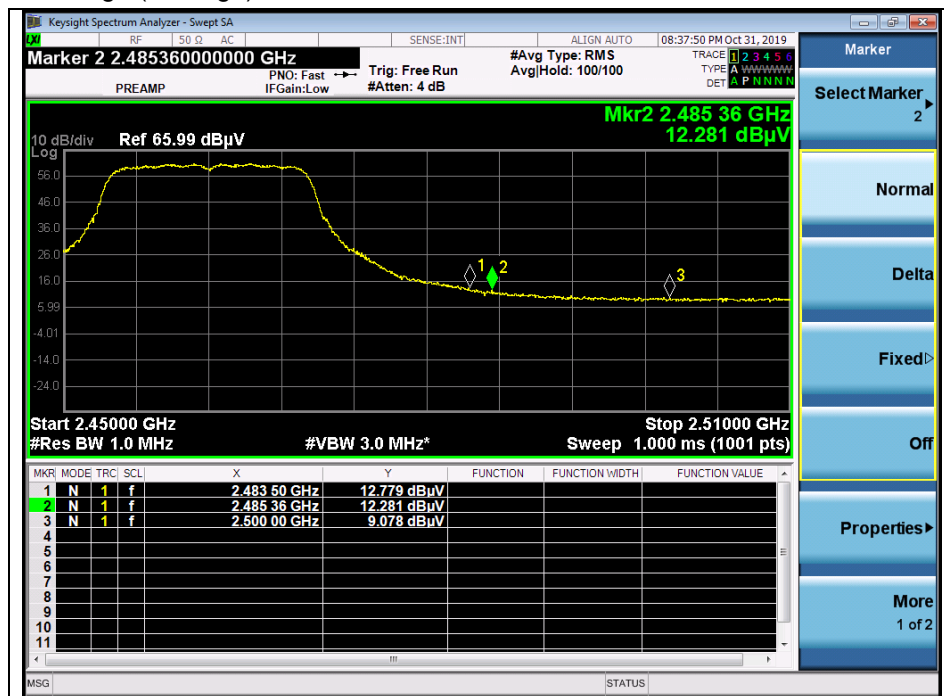 Keysight Spectrum Analyzer - Swept SA
LXI RF 50 Ω AC SENSE:INT ALIGN AUTO 08:37:50 PM Oct 31, 2019
Marker 2 2.485360000000 GHz
PREAMP
PNO: Fast
IFGain:Low
Trig: Free Run
#Atten: 4 dB
#Avg Type: RMS
Avg|Hold: 100/100
TRACE 1 2 3 4 5 6
TYPE A WWWWW
DET A P N N N N
Mkr2 2.485 36 GHz
12.281 dBµV
10 dB/div Ref 65.99 dBµV
Log
56.0
46.0
36.0
26.0
16.0
5.99
-4.01
-14.0
-24.0
1
2
3
Start 2.45000 GHz Stop 2.51000 GHz
#Res BW 1.0 MHz #VBW 3.0 MHz* Sweep 1.000 ms (1001 pts)
MKR MODE TRC SCL X Y FUNCTION FUNCTION WIDTH FUNCTION VALUE
1 N 1 f 2.483 50 GHz 12.779 dBµV
2 N 1 f 2.485 36 GHz 12.281 dBµV
3 N 1 f 2.500 00 GHz 9.078 dBµV
4
5
6
7
8
9
10
11
MSG STATUS
Marker
Select Marker
2
Normal
Delta
Fixed
Off
Properties
More
1 of 2